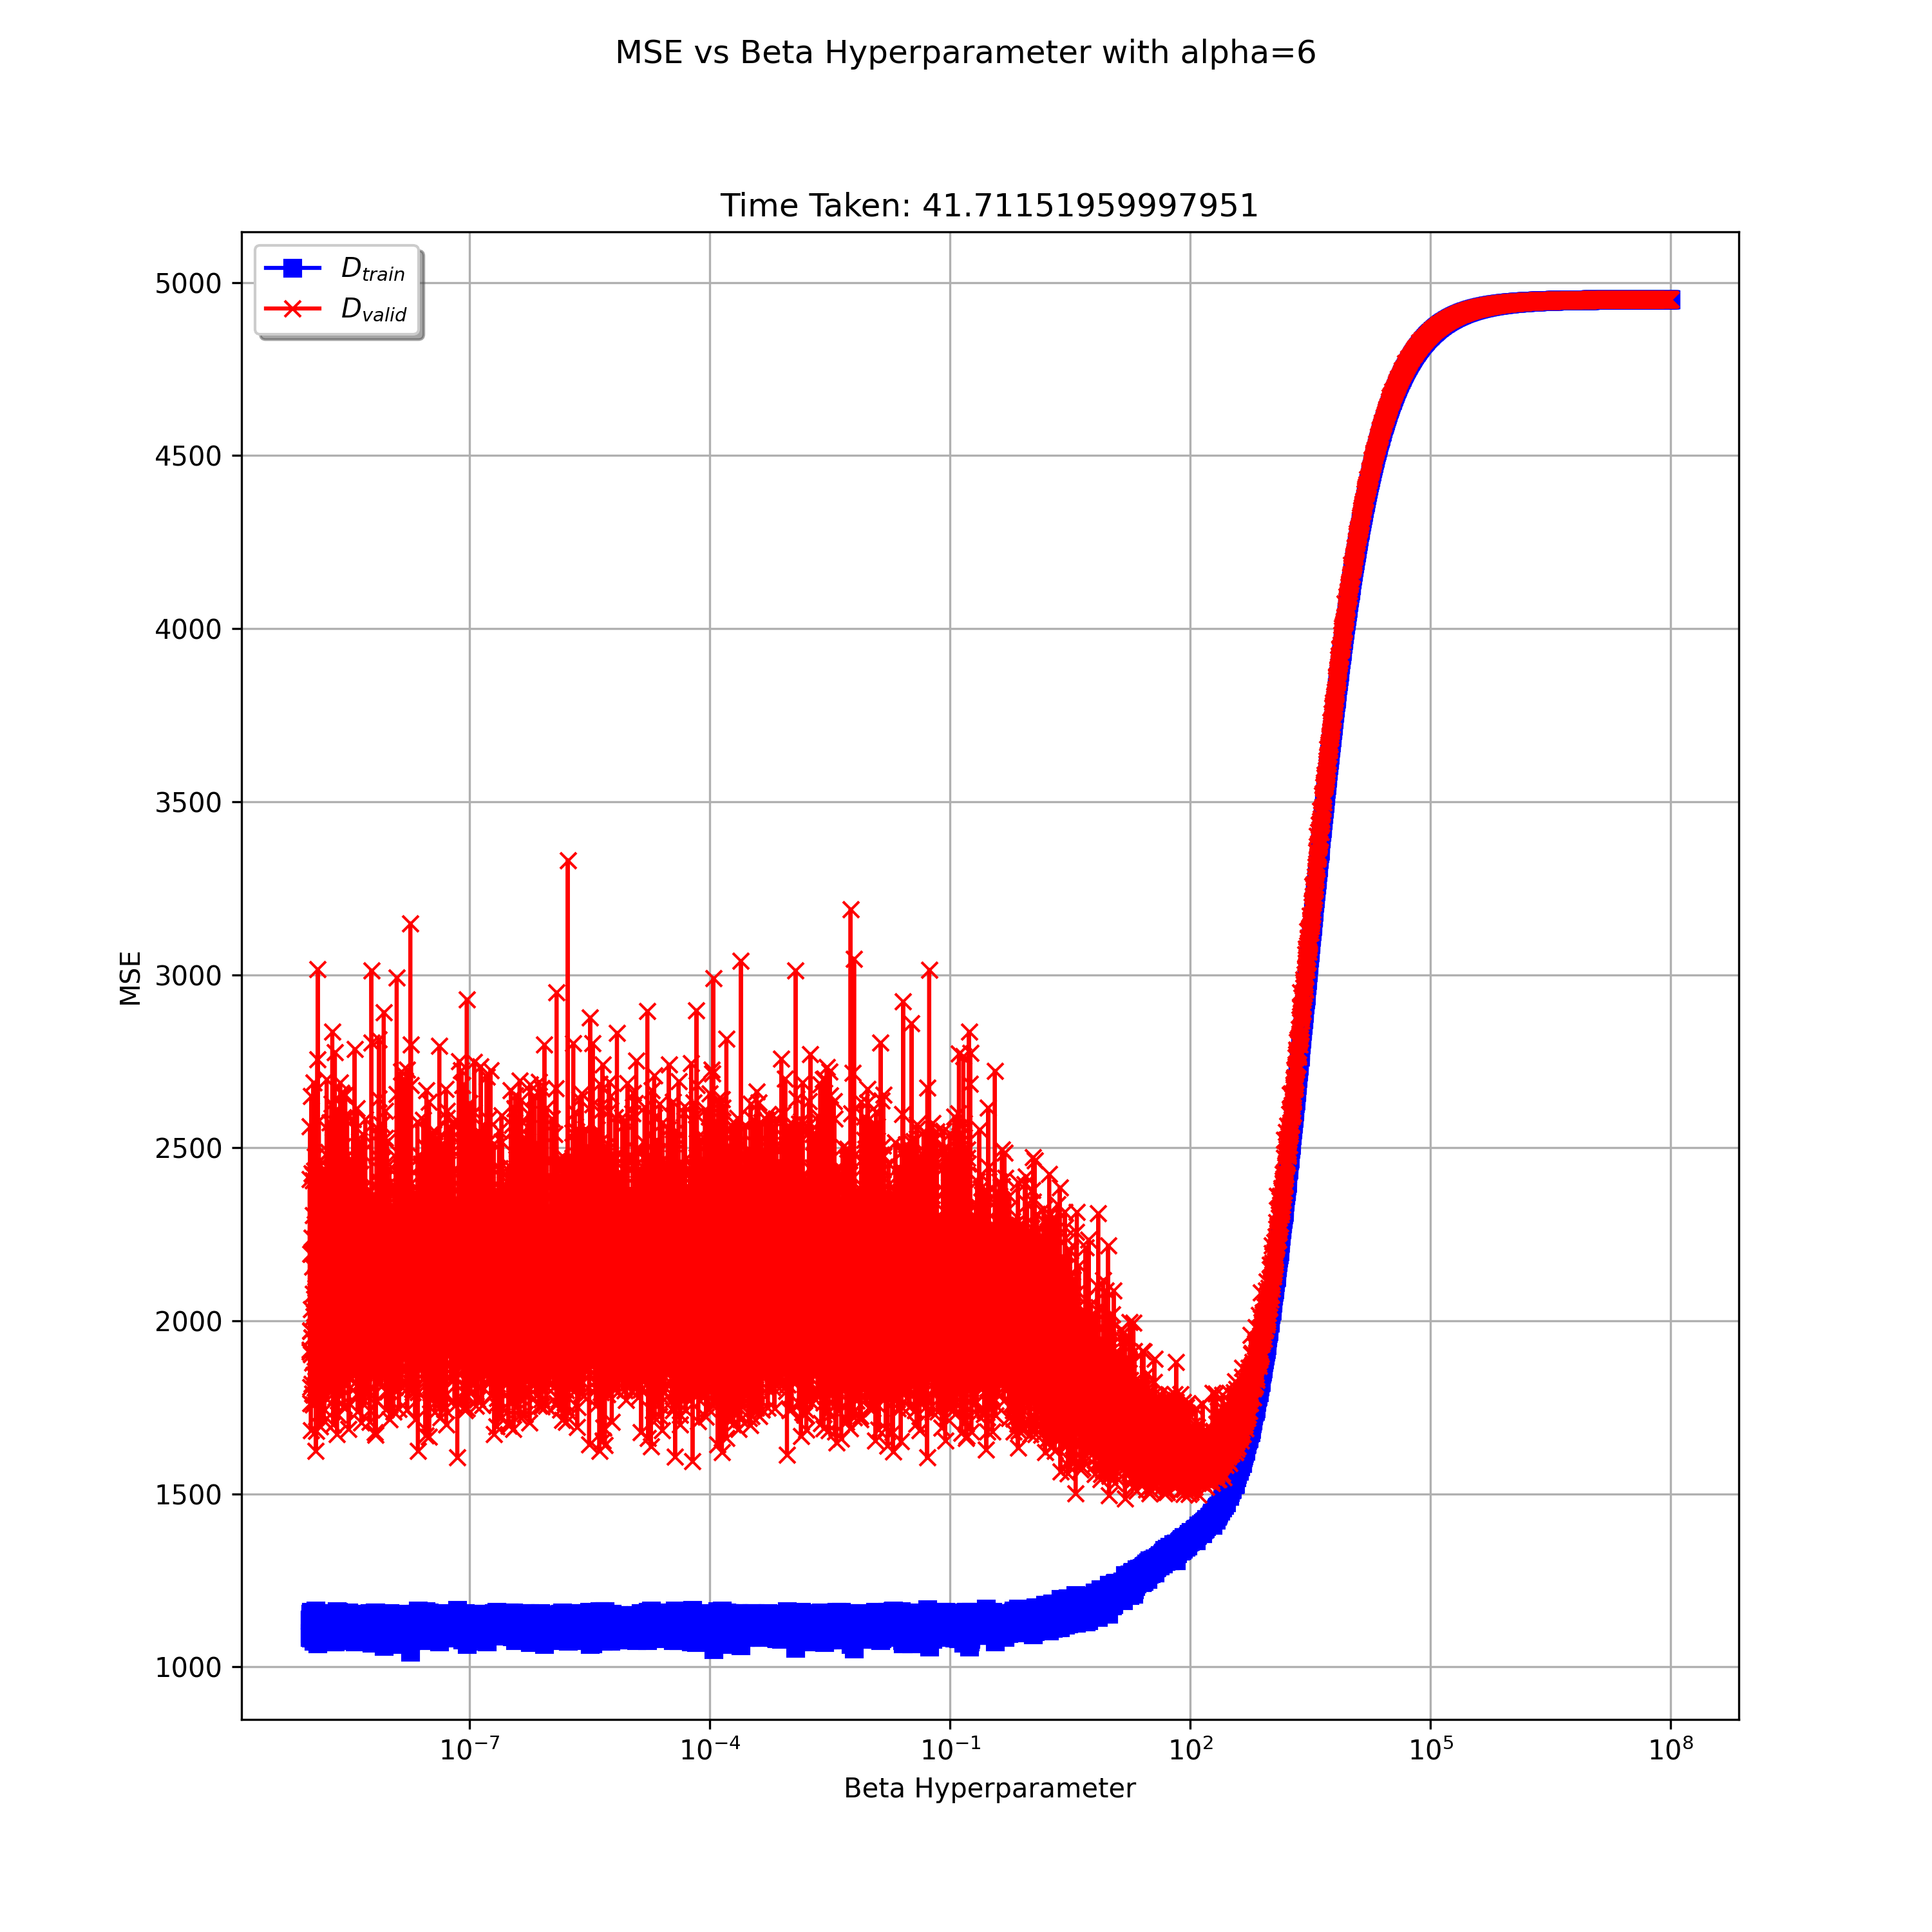 MSE vs Beta Hyperparameter with alpha=6
Time Taken: 41.71151959997951
D_train
D_valid
5000
4500
4000
3500
3000
2500
2000
1500
1000
MSE
10^-7
10^-4
10^-1
10^2
10^5
10^8
Beta Hyperparameter